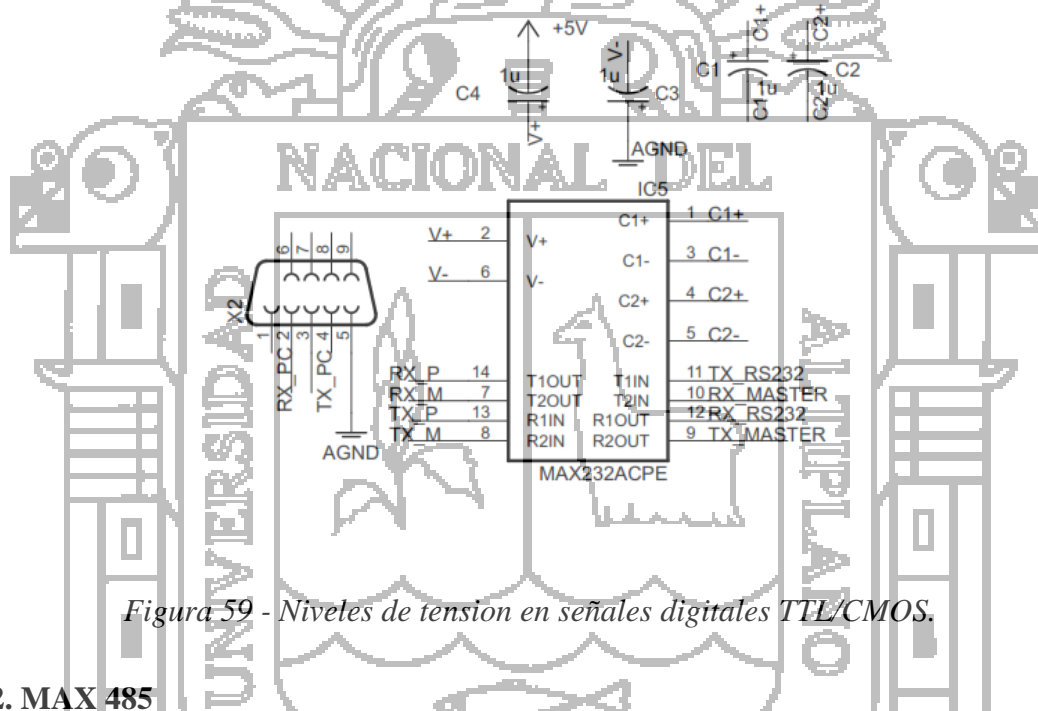 +5V
C4
1u
V+
V-
1u
C3
AGND
C1+
C1
1u
C1
C2+
C2
1u
C2
NACIONAL DEL
UNIVERSIDAD
ALTIPLANO
IC5
V+ 2 V+
V- 6 V-
C1+ 1 C1+
C1- 3 C1-
C2+ 4 C2+
C2- 5 C2-
RX_P 14 T1OUT T1IN 11 TX_RS232
RX_M 7 T2OUT T2IN 10 RX_MASTER
TX_P 13 R1IN R1OUT 12 RX_RS232
TX_M 8 R2IN R2OUT 9 TX_MASTER
MAX232ACPE
6 7 8 9
X2
1 2 3 4 5
RX_PC
TX_PC
AGND
Figura 59 - Niveles de tension en señales digitales TTL/CMOS.
2. MAX 485